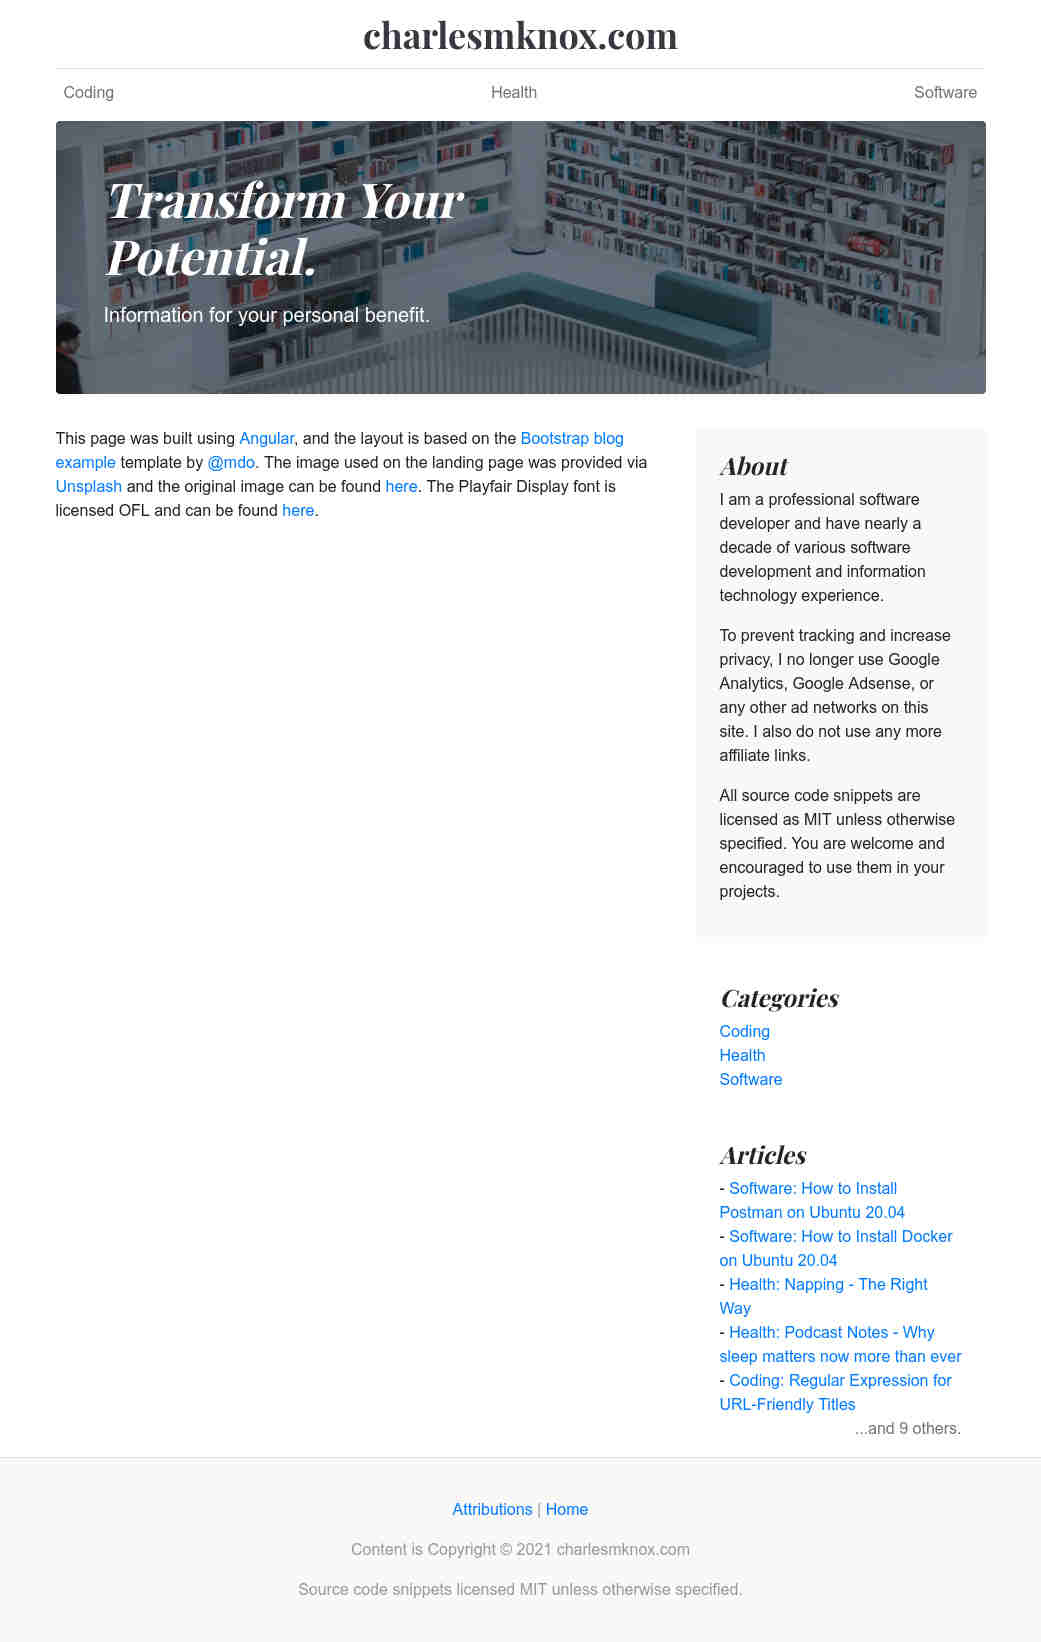 charlesmknox.com
Coding
Health
Software
Transform Your
Potential.
Information for your personal benefit.
This page was built using Angular, and the layout is based on the Bootstrap blog
example template by @mdo. The image used on the landing page was provided via
Unsplash and the original image can be found here. The Playfair Display font is
licensed OFL and can be found here.
About
I am a professional software
developer and have nearly a
decade of various software
development and information
technology experience.
To prevent tracking and increase
privacy, I no longer use Google
Analytics, Google Adsense, or
any other ad networks on this
site. I also do not use any more
affiliate links.
All source code snippets are
licensed as MIT unless otherwise
specified. You are welcome and
encouraged to use them in your
projects.
Categories
Coding
Health
Software
Articles
- Software: How to Install
Postman on Ubuntu 20.04
- Software: How to Install Docker
on Ubuntu 20.04
- Health: Napping - The Right
Way
- Health: Podcast Notes - Why
sleep matters now more than ever
- Coding: Regular Expression for
URL-Friendly Titles
...and 9 others.
Attributions | Home
Content is Copyright © 2021 charlesmknox.com
Source code snippets licensed MIT unless otherwise specified.